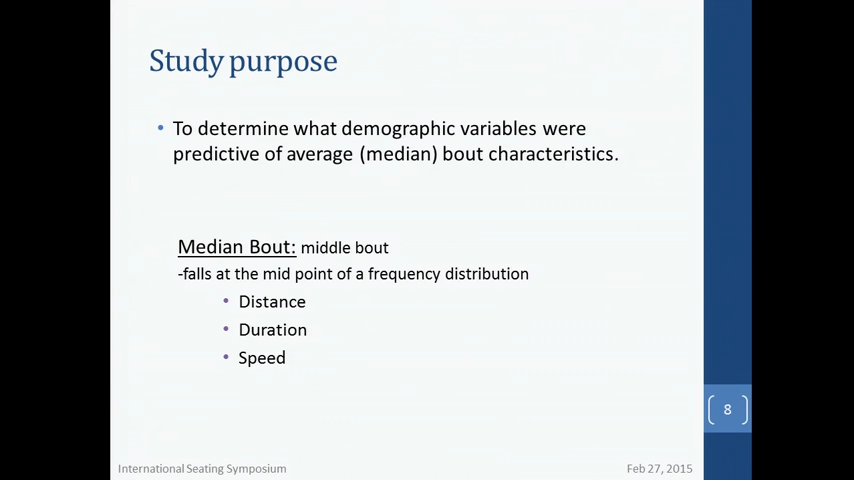 Study purpose
• To determine what demographic variables were
predictive of average (median) bout characteristics.
Median Bout: middle bout
-falls at the mid point of a frequency distribution
• Distance
• Duration
• Speed
8
International Seating Symposium
Feb 27, 2015